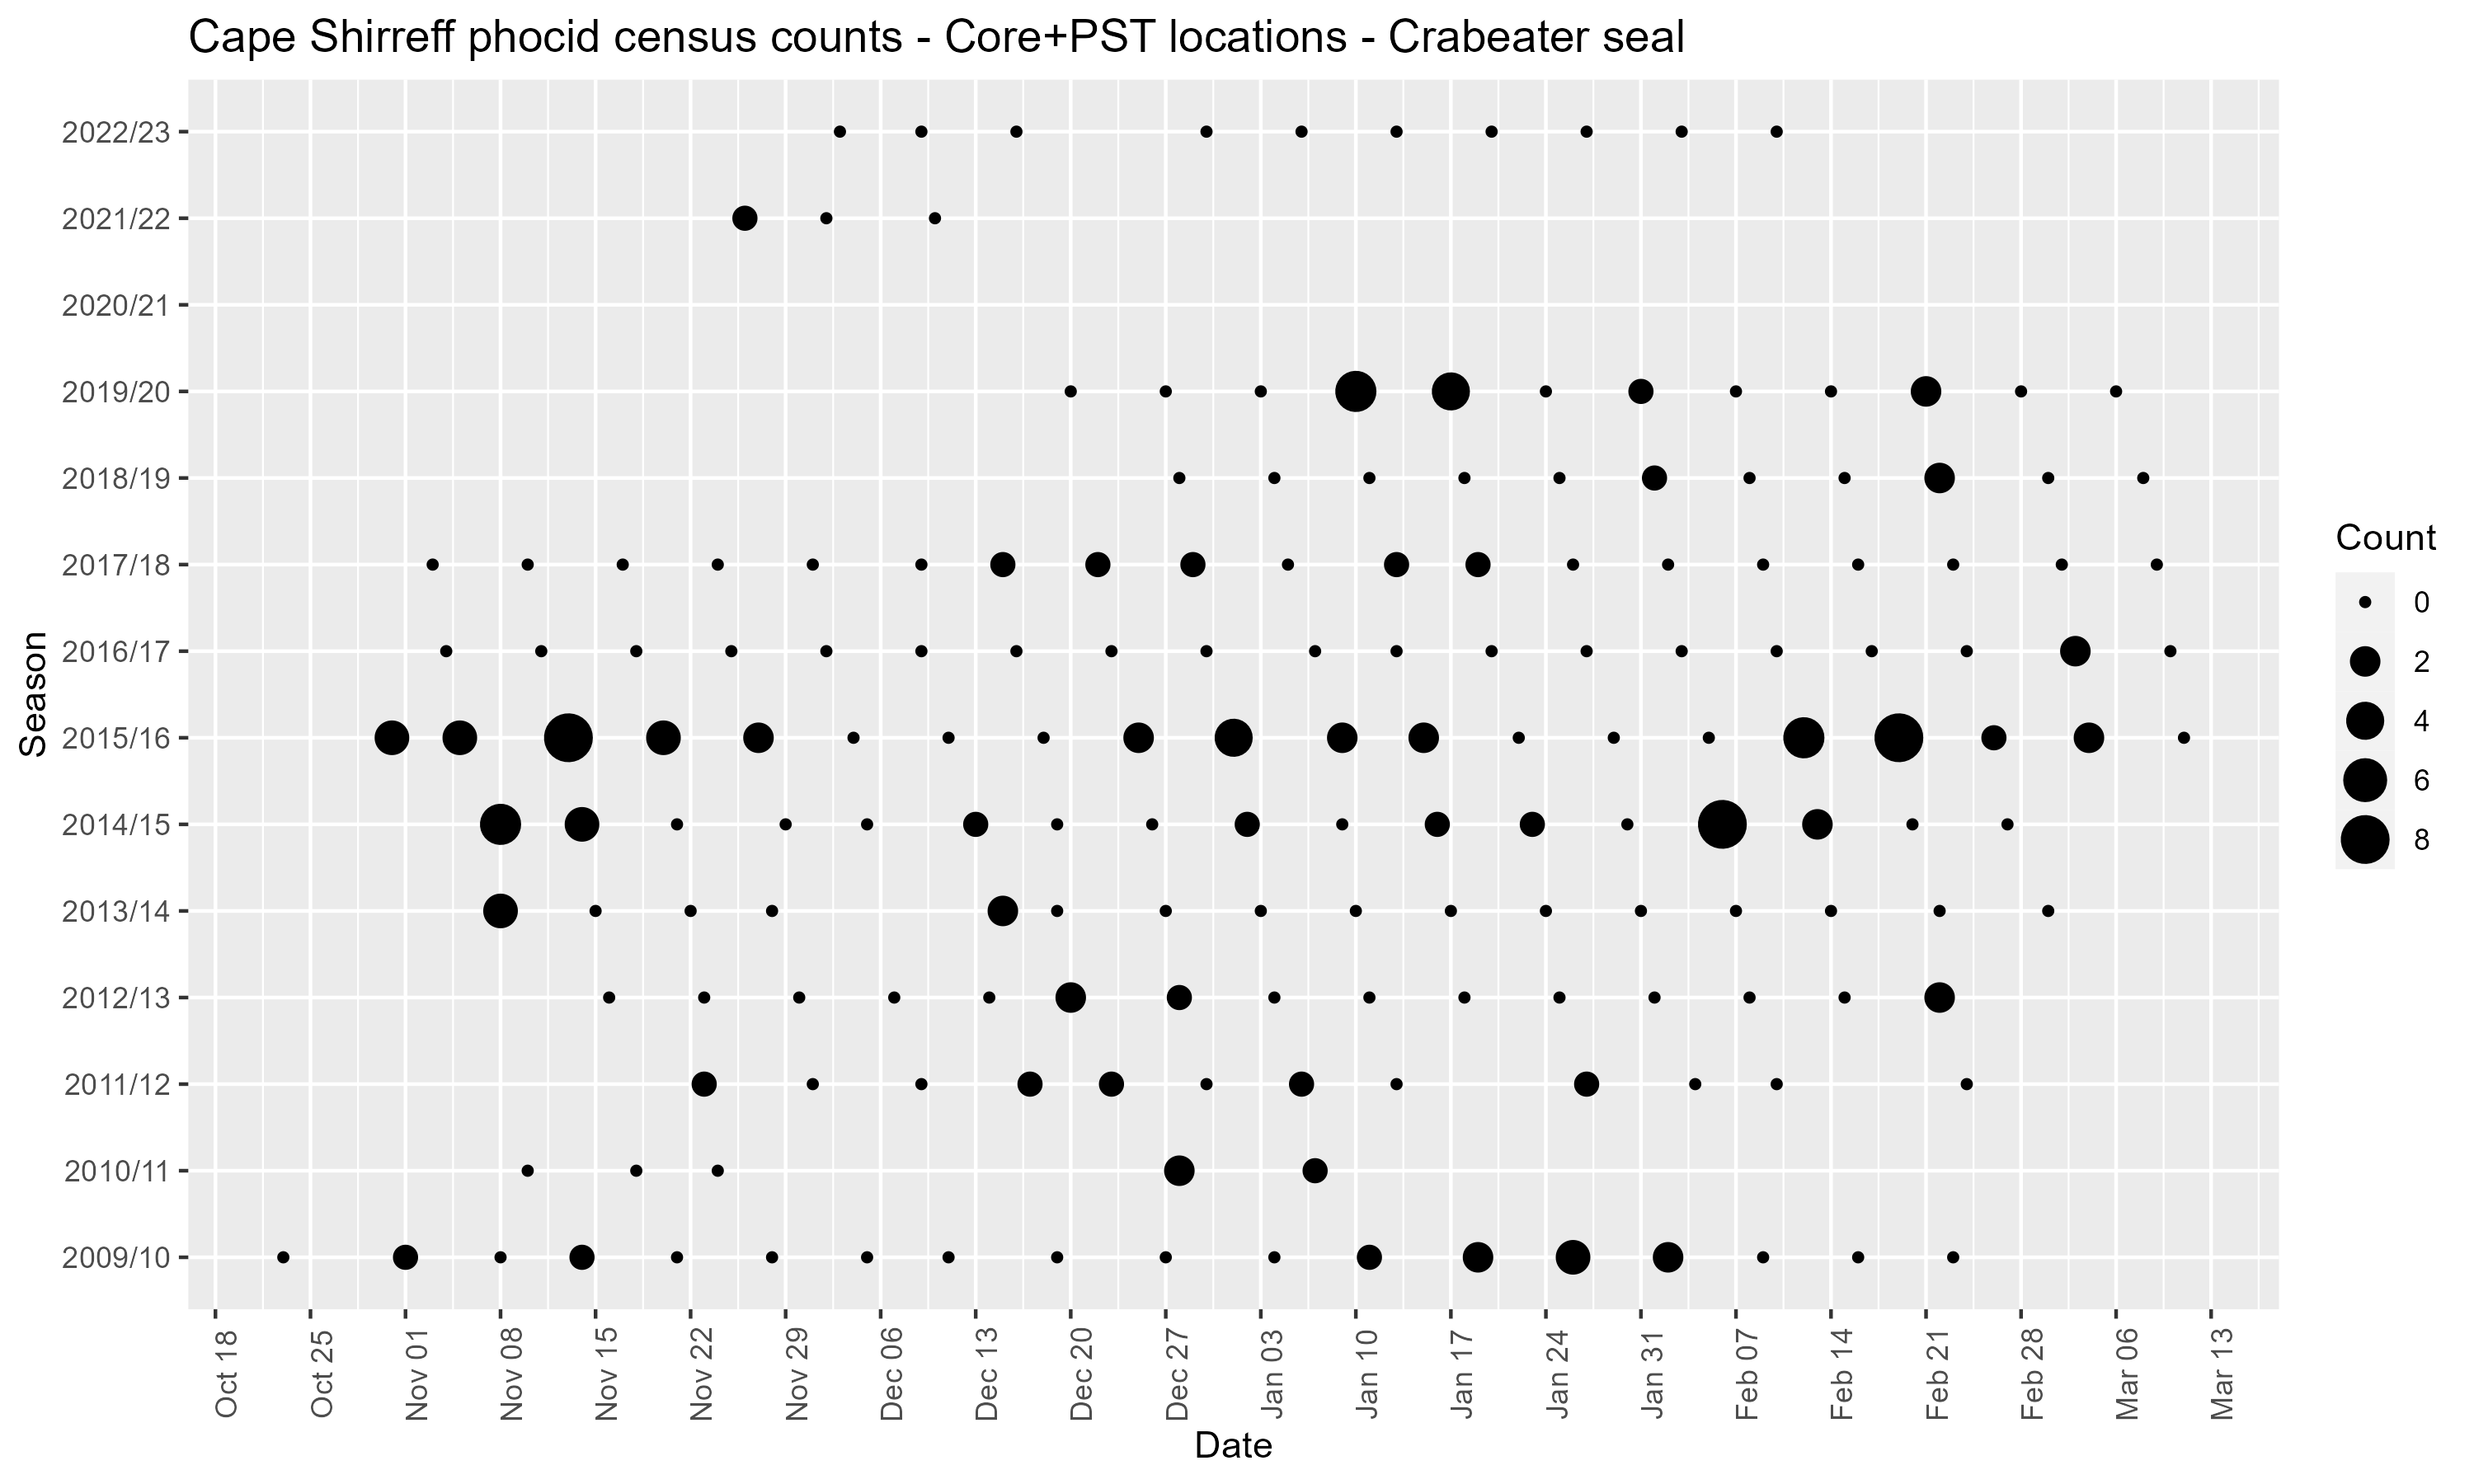 Cape Shirreff phocid census counts - Core+PST locations - Crabeater seal
Season
2022/23
2021/22
2020/21
2019/20
2018/19
2017/18
2016/17
2015/16
2014/15
2013/14
2012/13
2011/12
2010/11
2009/10
Oct 18
Oct 25
Nov 01
Nov 08
Nov 15
Nov 22
Nov 29
Dec 06
Dec 13
Dec 20
Dec 27
Jan 03
Jan 10
Jan 17
Jan 24
Jan 31
Feb 07
Feb 14
Feb 21
Feb 28
Mar 06
Mar 13
Date
Count
0
2
4
6
8